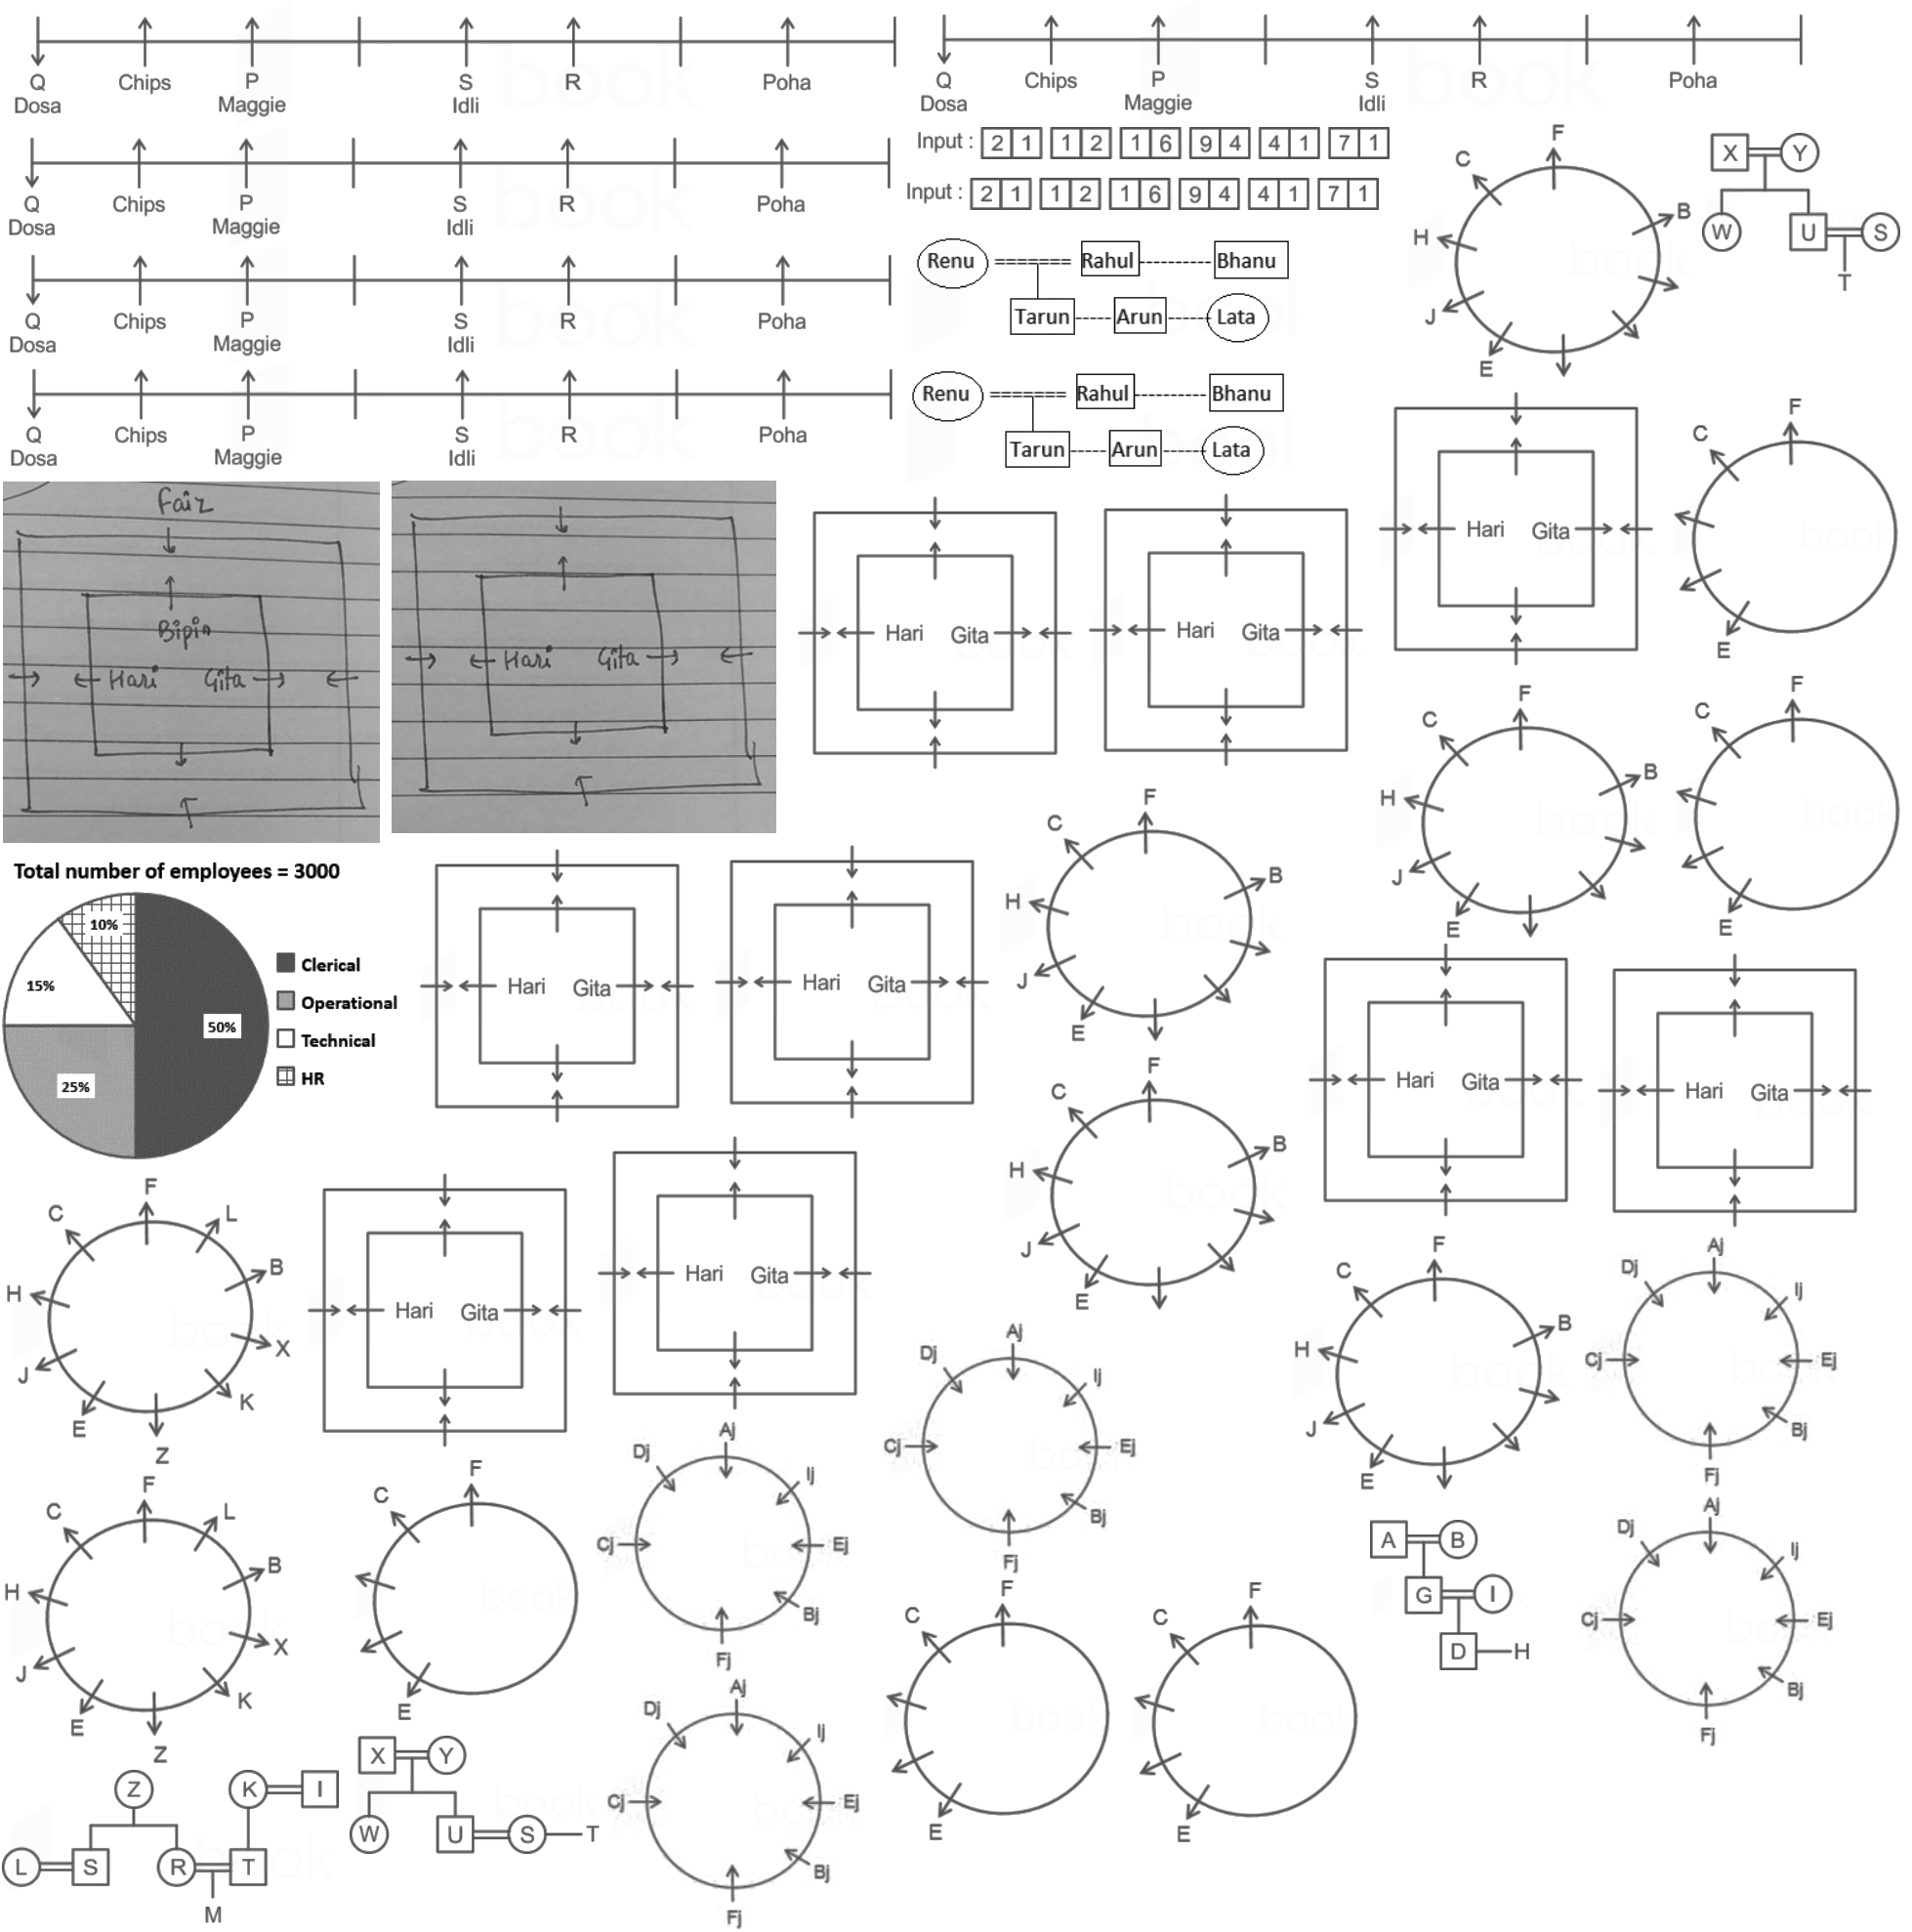 Q Chips P S R Poha
Dosa Maggie Idli
Q Chips P S R Poha
Dosa Maggie Idli
Q Chips P S R Poha
Dosa Maggie Idli
Q Chips P S R Poha
Dosa Maggie Idli
Q Chips P S R Poha
Dosa Maggie Idli
Input : 2 1 1 2 1 6 9 4 4 1 7 1
Input : 2 1 1 2 1 6 9 4 4 1 7 1
Renu Rahul Bhanu
Tarun Arun Lata
Renu Rahul Bhanu
Tarun Arun Lata
F
C
B
H
J
E
X Y
W U S
T
Faiz
Bipin
Hari Gita
Hari Gita
Hari Gita
Hari Gita
Hari Gita
F
C
E
F
C
B
H
J
E
F
C
E
Total number of employees = 3000
10%
15%
50%
25%
Clerical
Operational
Technical
HR
Hari Gita
Hari Gita
F
C
B
H
J
E
F
C
B
H
J
E
Hari Gita
Hari Gita
F
C L
B
H
X
J
K
E
Z
Hari Gita
Hari Gita
F
C
B
H
J
E
Aj
Dj Ij
Cj Ej
Bj
Fj
Aj
Dj Ij
Cj Ej
Bj
Fj
F
C L
B
H
X
J
K
E
Z
F
C
E
Aj
Dj Ij
Cj Ej
Bj
Fj
A B
G I
D H
Aj
Dj Ij
Cj Ej
Bj
Fj
F
C
E
F
C
E
Z K I
L S R T
M
X Y
W U S T
Aj
Dj Ij
Cj Ej
Bj
Fj